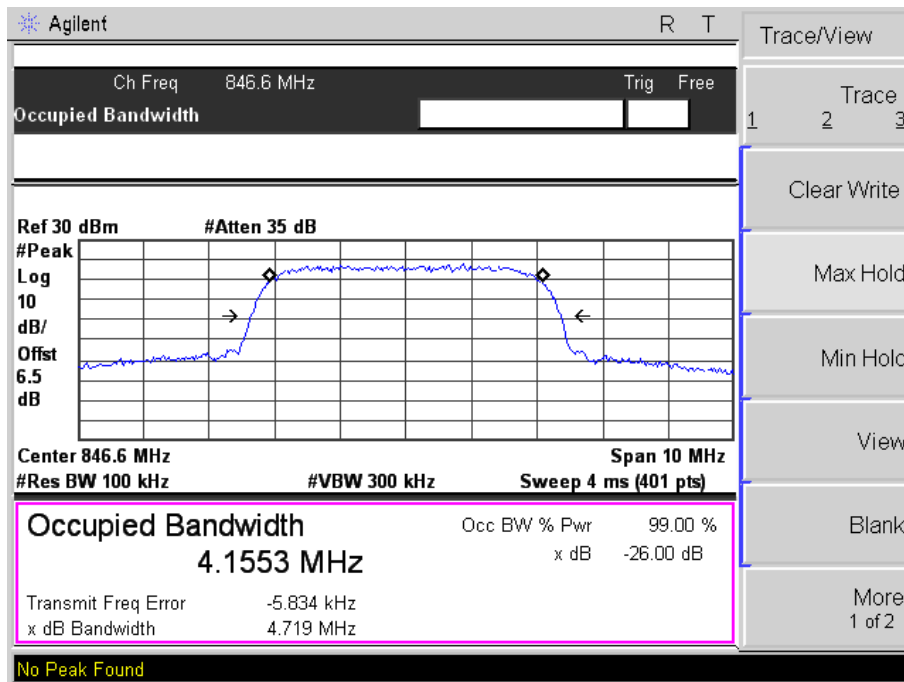 Agilent R T
Trace/View
Ch Freq 846.6 MHz Trig Free
Occupied Bandwidth
Trace
1 2 3
Clear Write
Max Hold
Min Hold
View
Blank
More
1 of 2
Ref 30 dBm #Atten 35 dB
#Peak
Log
10
dB/
Offst
6.5
dB
Center 846.6 MHz Span 10 MHz
#Res BW 100 kHz #VBW 300 kHz Sweep 4 ms (401 pts)
Occupied Bandwidth Occ BW % Pwr 99.00 %
4.1553 MHz x dB -26.00 dB
Transmit Freq Error -5.834 kHz
x dB Bandwidth 4.719 MHz
No Peak Found